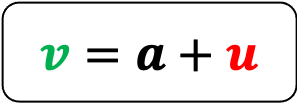 v = a + u